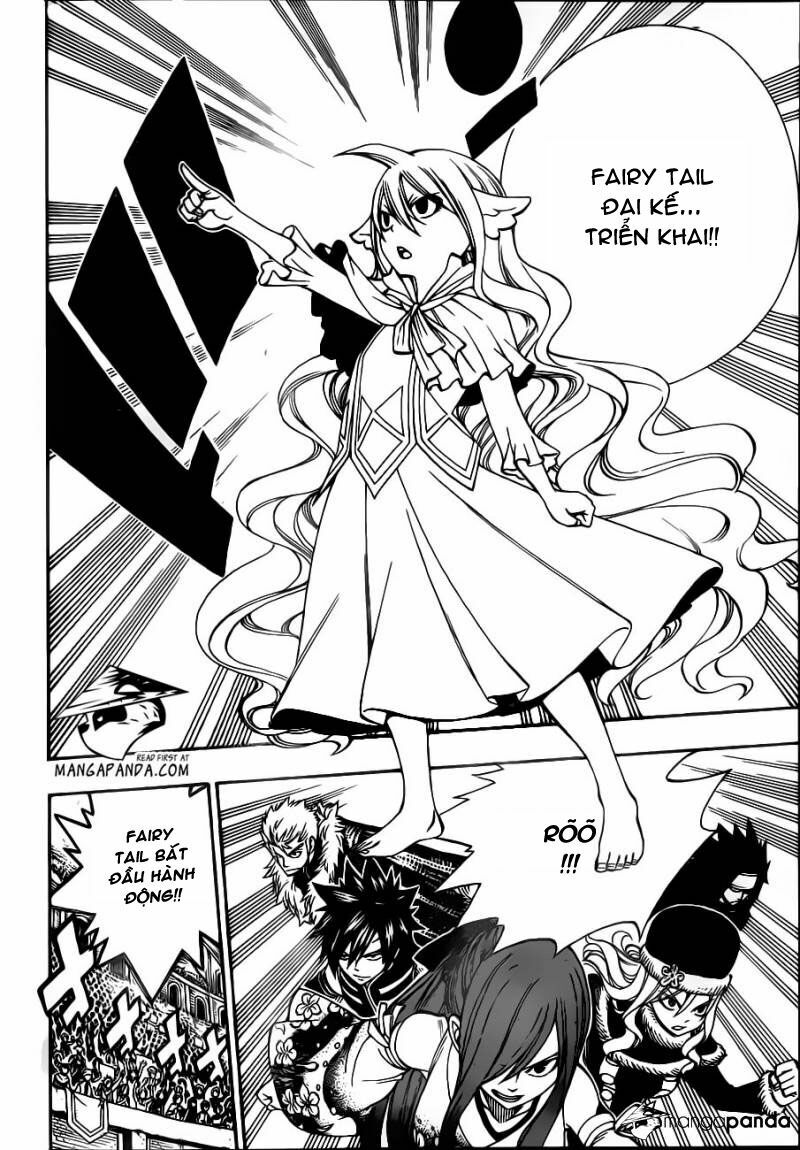 FAIRY TAIL
ĐẠI KẾ...
TRIỂN KHAI!!
READ FIRST AT
MANGAPANDA.COM
FAIRY
TAIL BẮT
ĐẦU HÀNH
ĐỘNG!!
RÕÕ
!!!
mangapanda